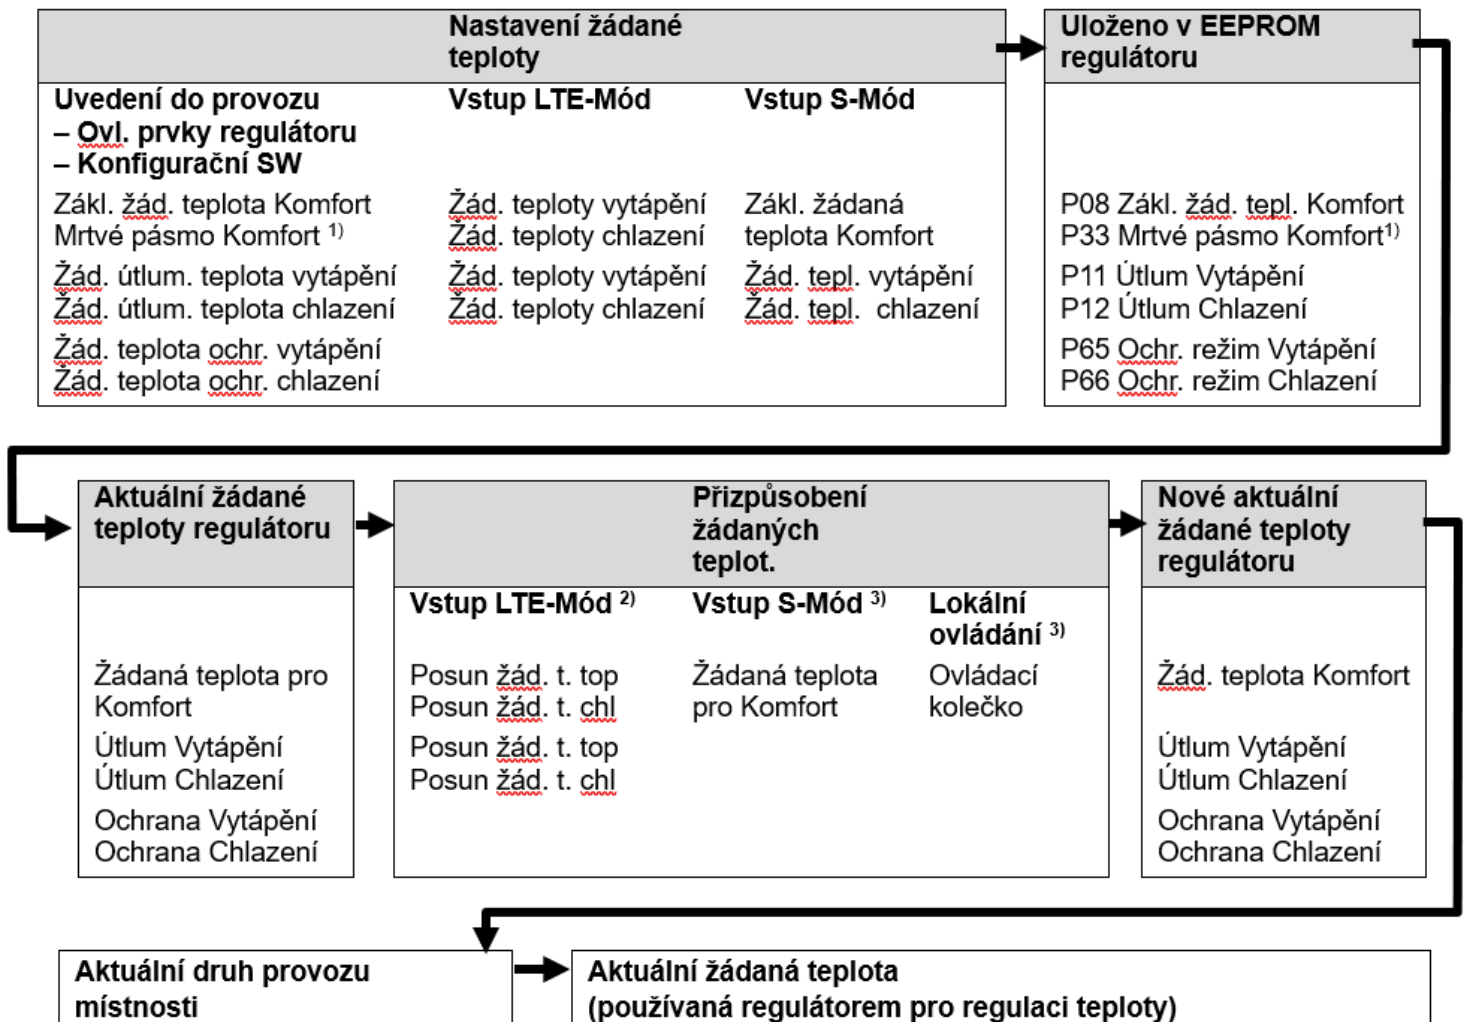 Nastavení žádané
teploty
Uloženo v EEPROM
regulátoru
Uvedení do provozu
– Ovl. prvky regulátoru
– Konfigurační SW
Vstup LTE-Mód
Vstup S-Mód
Zákl. žád. teplota Komfort
Mrtvé pásmo Komfort 1)
Žád. teploty vytápění
Žád. teploty chlazení
Zákl. žádaná
teplota Komfort
P08 Zákl. žád. tepl. Komfort
P33 Mrtvé pásmo Komfort1)
Žád. útlum. teplota vytápění
Žád. útlum. teplota chlazení
Žád. teploty vytápění
Žád. teploty chlazení
Žád. tepl. vytápění
Žád. tepl. chlazení
P11 Útlum Vytápění
P12 Útlum Chlazení
Žád. teplota ochr. vytápění
Žád. teplota ochr. chlazení
P65 Ochr. režim Vytápění
P66 Ochr. režim Chlazení
Aktuální žádané
teploty regulátoru
Přizpůsobení
žádaných
teplot.
Nové aktuální
žádané teploty
regulátoru
Vstup LTE-Mód 2)
Vstup S-Mód 3)
Lokální
ovládání 3)
Žádaná teplota pro
Komfort
Posun žád. t. top
Posun žád. t. chl
Žádaná teplota
pro Komfort
Ovládací
kolečko
Žád. teplota Komfort
Útlum Vytápění
Útlum Chlazení
Posun žád. t. top
Posun žád. t. chl
Útlum Vytápění
Útlum Chlazení
Ochrana Vytápění
Ochrana Chlazení
Ochrana Vytápění
Ochrana Chlazení
Aktuální druh provozu
místnosti
Aktuální žádaná teplota
(používaná regulátorem pro regulaci teploty)